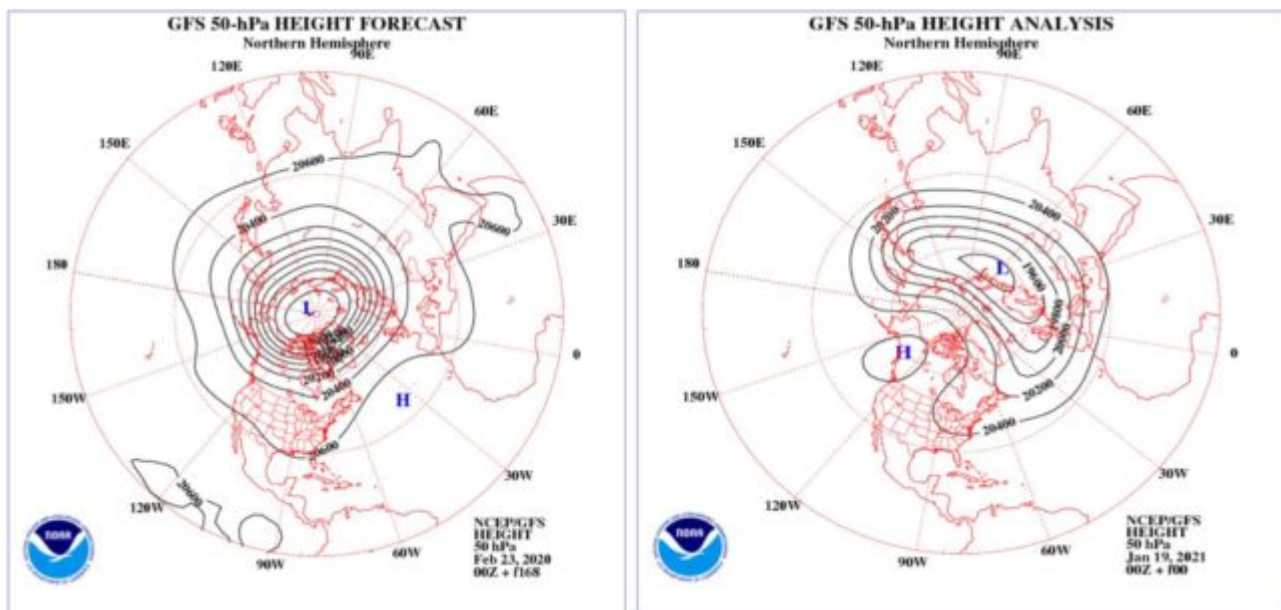 GFS 50-hPa HEIGHT FORECAST
Northern Hemisphere
90E
120E
60E
150E
30E
180
0
150W
30W
120W
60W
90W
20600
20400
20600
L
20200
20400
H
20600
20600
NOAA
NCEP/GFS
HEIGHT
50 hPa
Feb 23, 2020
00Z + f168
GFS 50-hPa HEIGHT ANALYSIS
Northern Hemisphere
90E
120E
60E
150E
30E
180
0
150W
30W
120W
60W
90W
20400
20200
L
19600
H
20200
20400
NOAA
NCEP/GFS
HEIGHT
50 hPa
Jan 19, 2021
00Z + f00